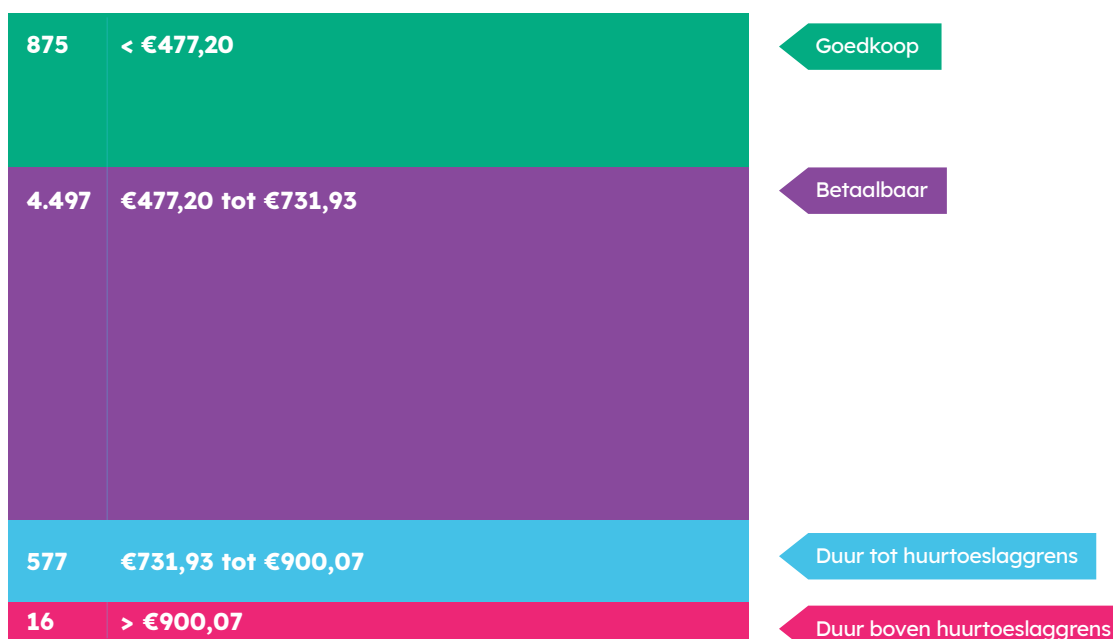 875 < €477,20 Goedkoop
4.497 €477,20 tot €731,93 Betaalbaar
577 €731,93 tot €900,07 Duur tot huurtoeslaggrens
16 > €900,07 Duur boven huurtoeslaggrens